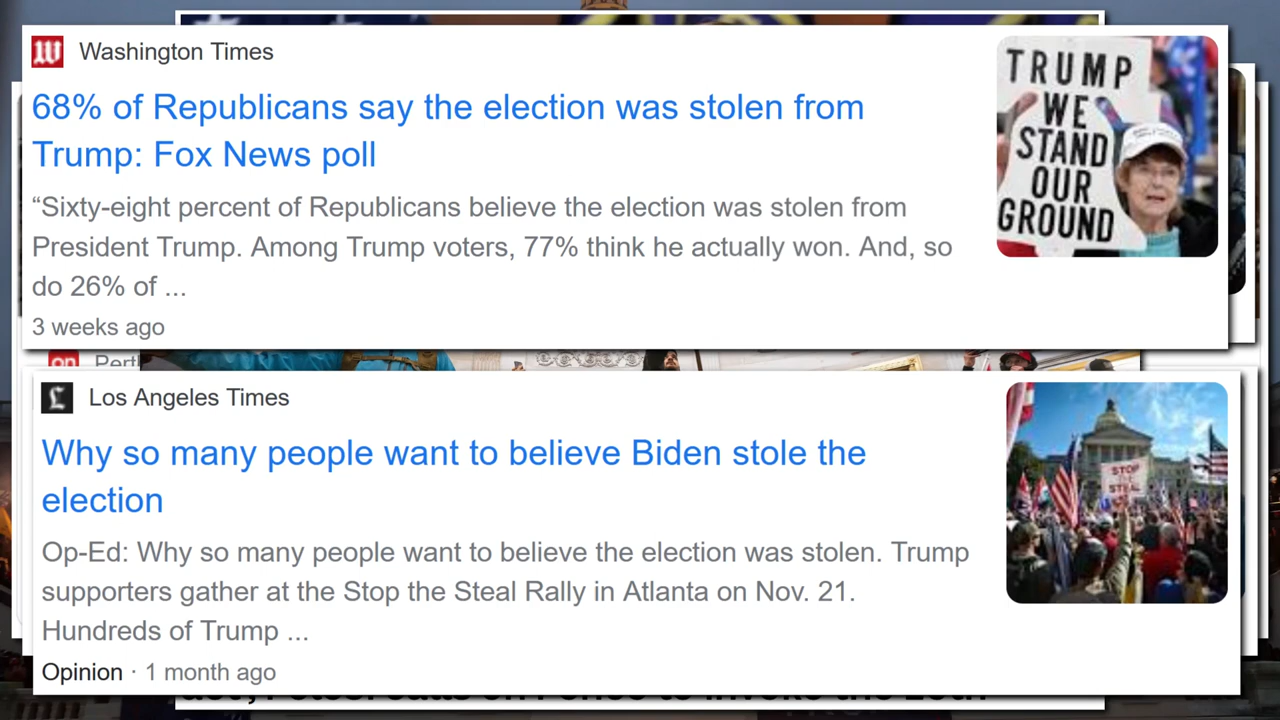 Washington Times
68% of Republicans say the election was stolen from
Trump: Fox News poll
“Sixty-eight percent of Republicans believe the election was stolen from
President Trump. Among Trump voters, 77% think he actually won. And, so
do 26% of ...
3 weeks ago
TRUMP
WE
STAND
OUR
GROUND
Los Angeles Times
Why so many people want to believe Biden stole the
election
Op-Ed: Why so many people want to believe the election was stolen. Trump
supporters gather at the Stop the Steal Rally in Atlanta on Nov. 21.
Hundreds of Trump ...
Opinion · 1 month ago
STOP
THE
STEAL